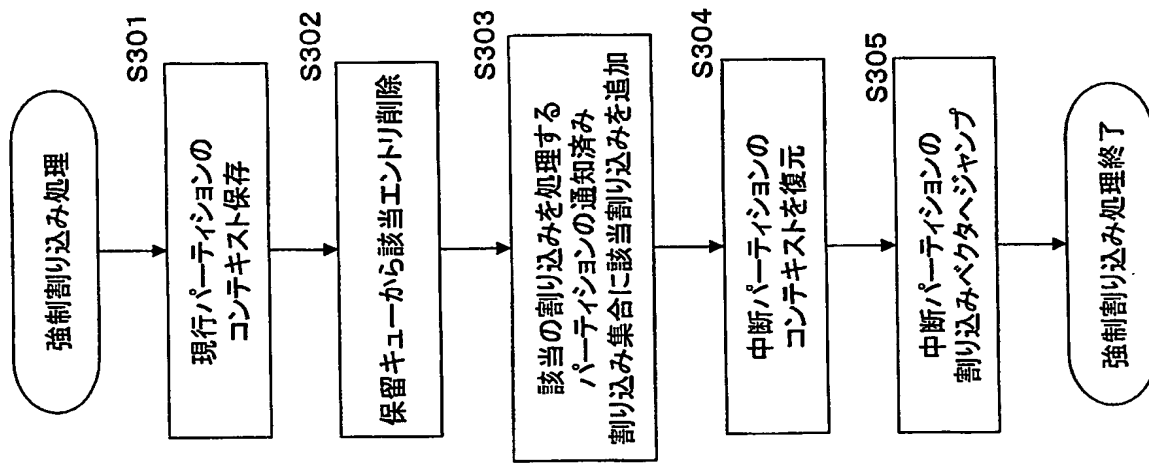 強制割り込み処理
S301
現行パーティションの
コンテキスト保存
S302
保留キューから該当エントリ削除
S303
該当の割り込みを処理する
パーティションの通知済み
割り込み集合に該当割り込みを追加
S304
中断パーティションの
コンテキストを復元
S305
中断パーティションの
割り込みベクタへジャンプ
強制割り込み処理終了